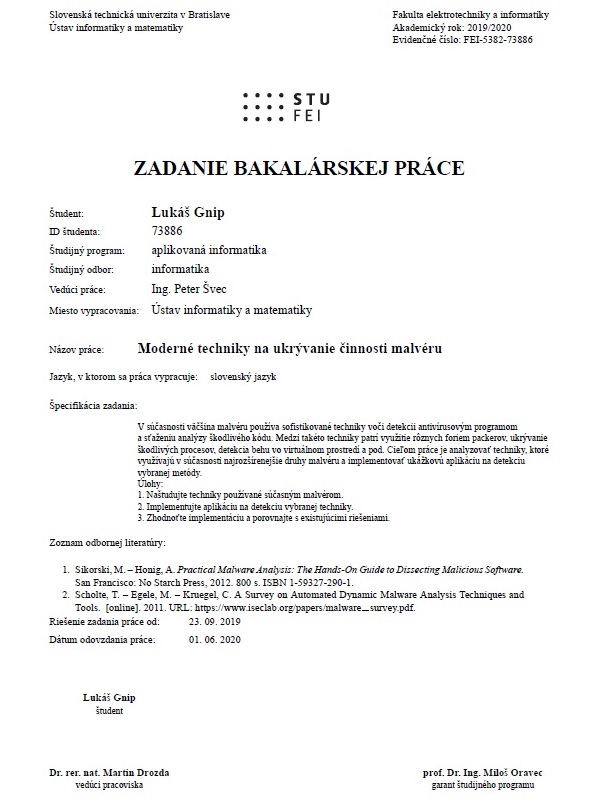 Slovenská technická univerzita v Bratislave
Ústav informatiky a matematiky
Fakulta elektrotechniky a informatiky
Akademický rok: 2019/2020
Evidenčné číslo: FEI-5382-73886
STU
FEI
ZADANIE BAKALÁRSKEJ PRÁCE
Študent: Lukáš Gnip
ID študenta: 73886
Študijný program: aplikovaná informatika
Študijný odbor: informatika
Vedúci práce: Ing. Peter Švec
Miesto vypracovania: Ústav informatiky a matematiky
Názov práce: Moderné techniky na ukrývanie činnosti malvéru
Jazyk, v ktorom sa práca vypracuje: slovenský jazyk
Špecifikácia zadania:
V súčasnosti väčšina malvéru používa sofistikované techniky voči detekcii antivírusovým programom
a sťaženiu analýzy škodlivého kódu. Medzi takéto techniky patrí využitie rôznych foriem packerov, ukrývanie
škodlivých procesov, detekcia behu vo virtuálnom prostredí a pod. Cieľom práce je analyzovať techniky, ktoré
využívajú v súčasnosti najrozšírenejšie druhy malvéru a implementovať ukážkovú aplikáciu na detekciu
vybranej metódy.
Úlohy:
1. Naštudujte techniky používané súčasným malvérom.
2. Implementujte aplikáciu na detekciu vybranej techniky.
3. Zhodnoťte implementáciu a porovnajte s existujúcimi riešeniami.
Zoznam odbornej literatúry:
1. Sikorski, M. – Honig, A. Practical Malware Analysis: The Hands-On Guide to Dissecting Malicious Software.
San Francisco: No Starch Press, 2012. 800 s. ISBN 1-59327-290-1.
2. Scholte, T. – Egele, M. – Kruegel, C. A Survey on Automated Dynamic Malware Analysis Techniques and
Tools. [online]. 2011. URL: https://www.iseclab.org/papers/malware_survey.pdf.
Riešenie zadania práce od: 23. 09. 2019
Dátum odovzdania práce: 01. 06. 2020
Lukáš Gnip
študent
Dr. rer. nat. Martin Drozda
vedúci pracoviska
prof. Dr. Ing. Miloš Oravec
garant študijného programu